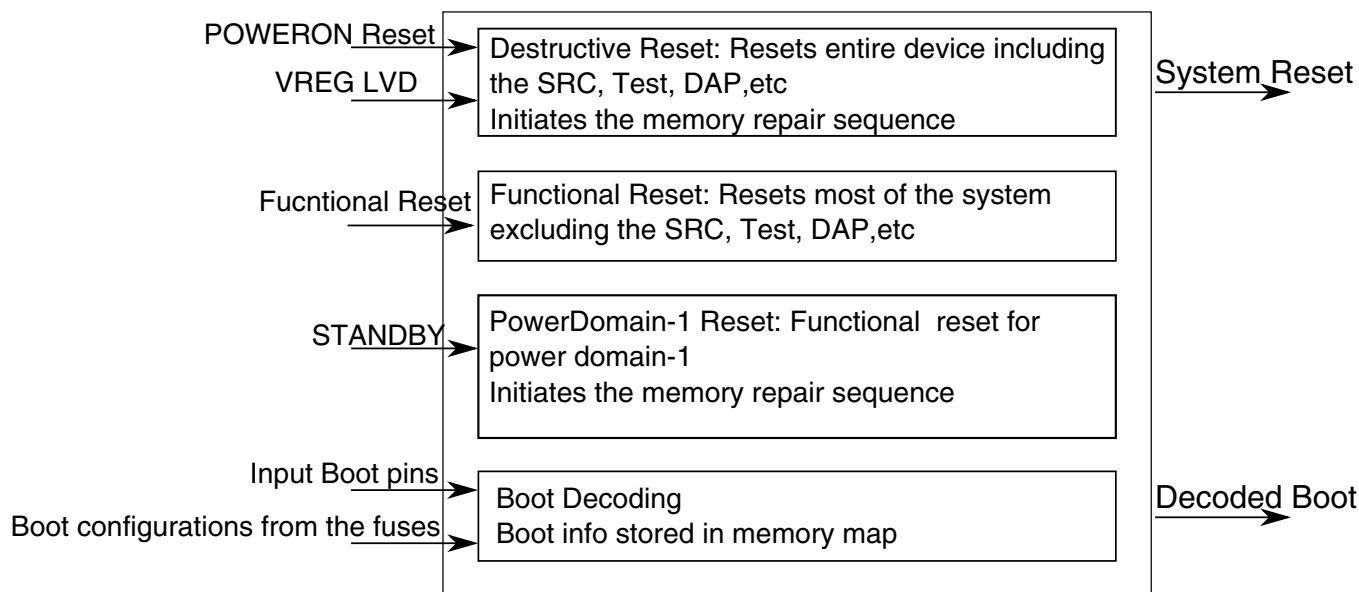 POWERON Reset
VREG LVD
Destructive Reset: Resets entire device including
the SRC, Test, DAP,etc
Initiates the memory repair sequence
System Reset
Fucntional Reset
Functional Reset: Resets most of the system
excluding the SRC, Test, DAP,etc
STANDBY
PowerDomain-1 Reset: Functional  reset for
power domain-1
Initiates the memory repair sequence
Input Boot pins
Boot configurations from the fuses
Boot Decoding
Boot info stored in memory map
Decoded Boot